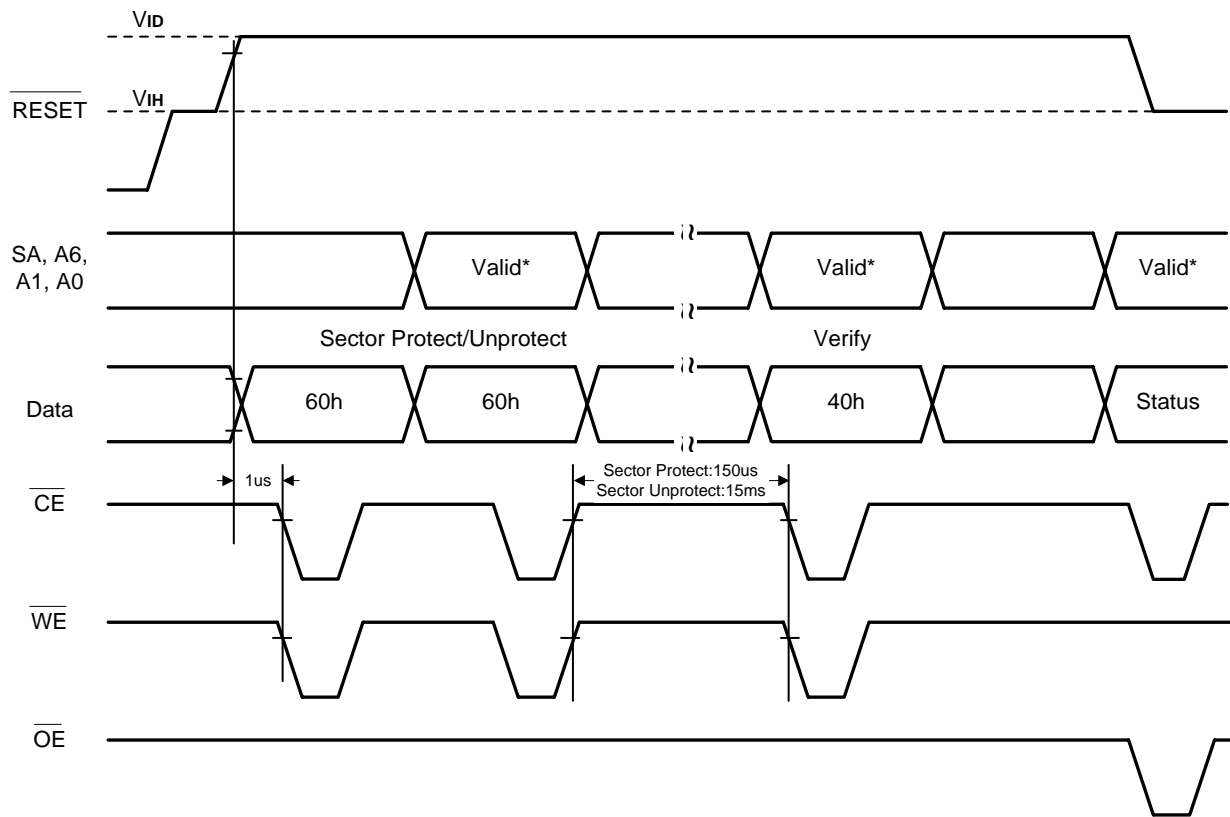 VID
VIH
RESET
SA, A6,
A1, A0
Valid*
Valid*
Valid*
Sector Protect/Unprotect
Verify
Data
60h
60h
40h
Status
1us
Sector Protect:150us
Sector Unprotect:15ms
CE
WE
OE